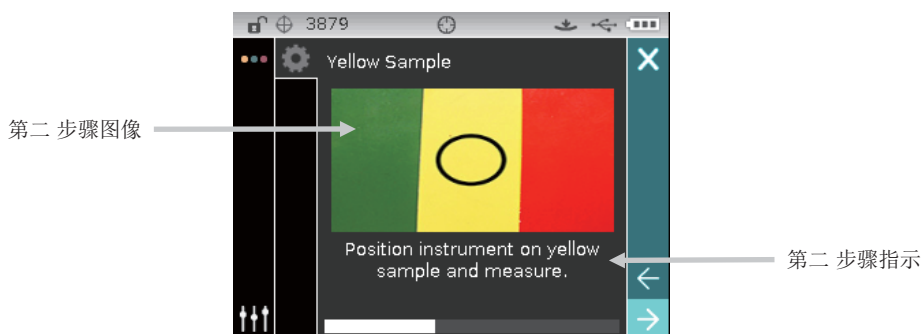 3879
Yellow Sample
第二 步骤图像
Position instrument on yellow
sample and measure.
第二 步骤指示